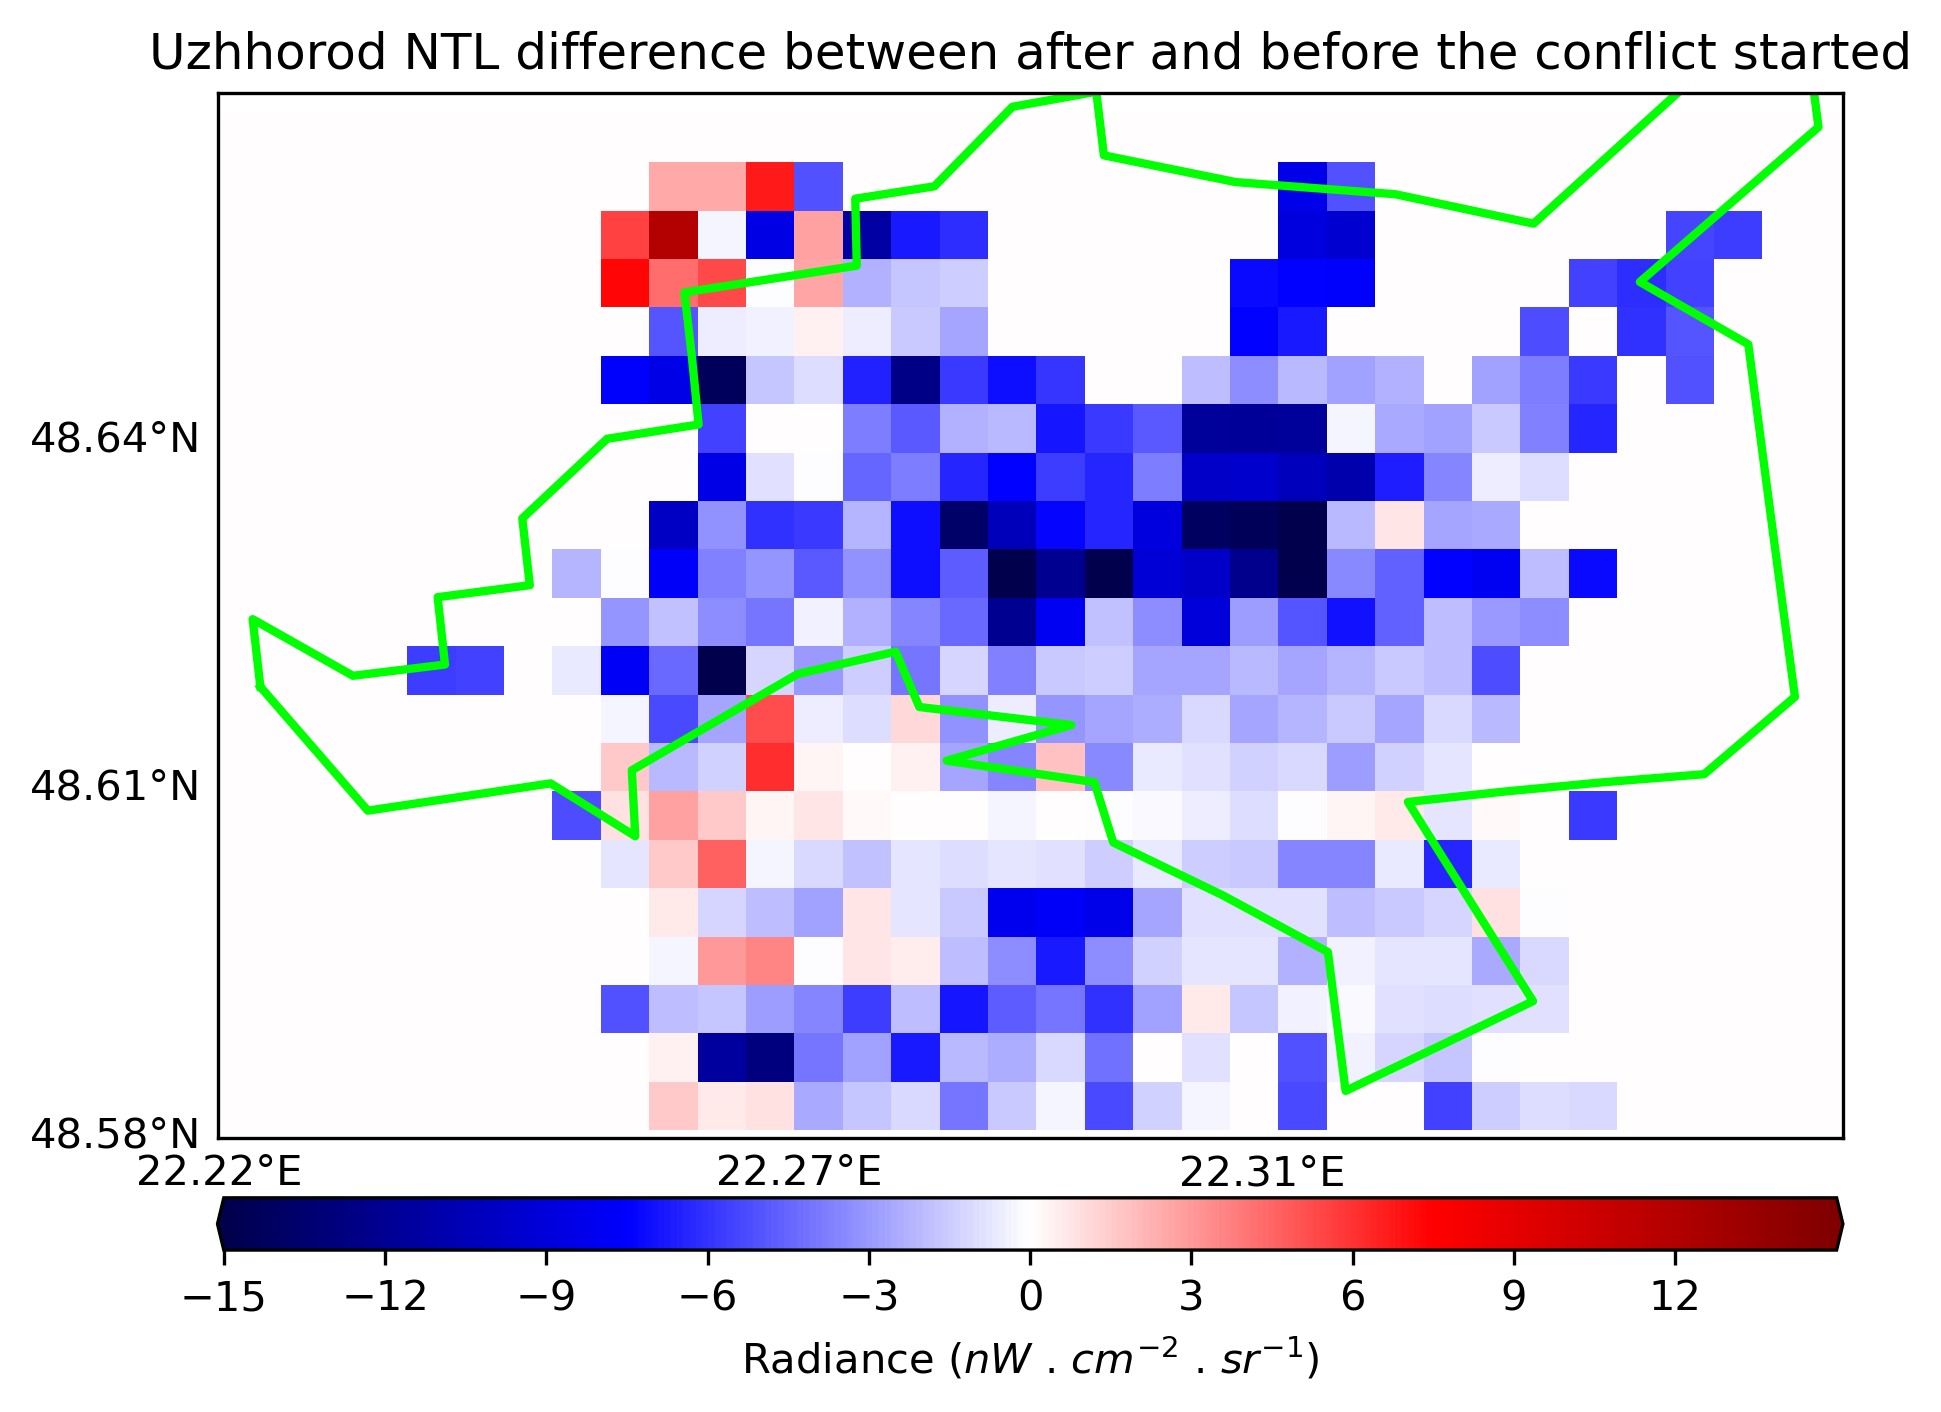 Uzhhorod NTL difference between after and before the conflict started
48.64°N
48.61°N
48.58°N
22.22°E 22.27°E 22.31°E
−15 −12 −9 −6 −3 0 3 6 9 12
Radiance (nW . cm⁻² . sr⁻¹)